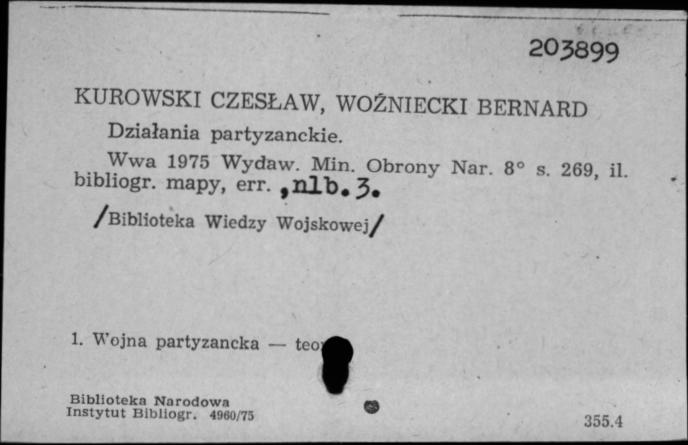 203899
KUROWSKI CZESŁAW, WOŹNIECKI BERNARD
Działania partyzanckie.
Wwa 1975 Wydaw. Min. Obrony Nar. 8° s. 269, il.
bibliogr. mapy, err. ,nlb.3.
/Biblioteka Wiedzy Wojskowej/
1. Wojna partyzancka —
Biblioteka Narodowa
Instytut Bibliogr. 4960/75
355.4